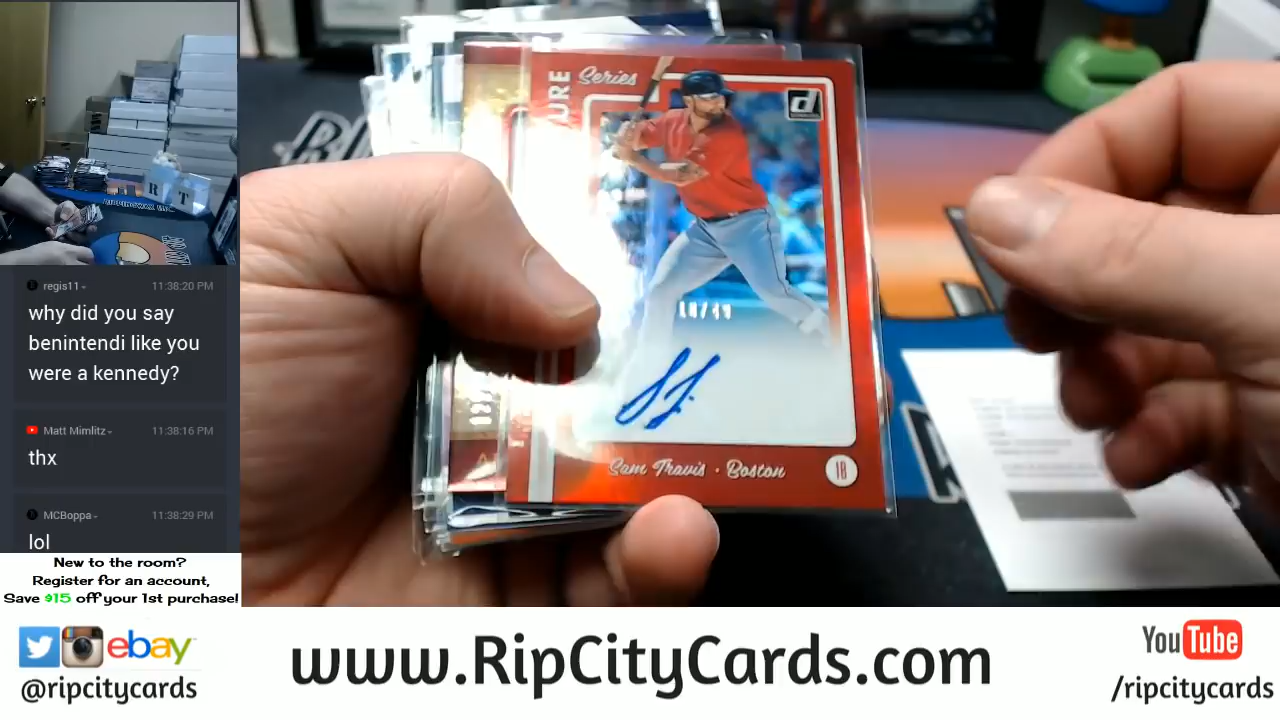 regis11
11:38:20 PM
why did you say
benintendi like you
were a kennedy?
Matt Mimlitz
11:38:16 PM
thx
MCBoppa
11:38:29 PM
lol
New to the room?
Register for an account,
Save $15 off your 1st purchase!
Series
d
Sam Travis · Boston
1B
R T
ebay
@ripcitycards
www.RipCityCards.com
YouTube
/ripcitycards